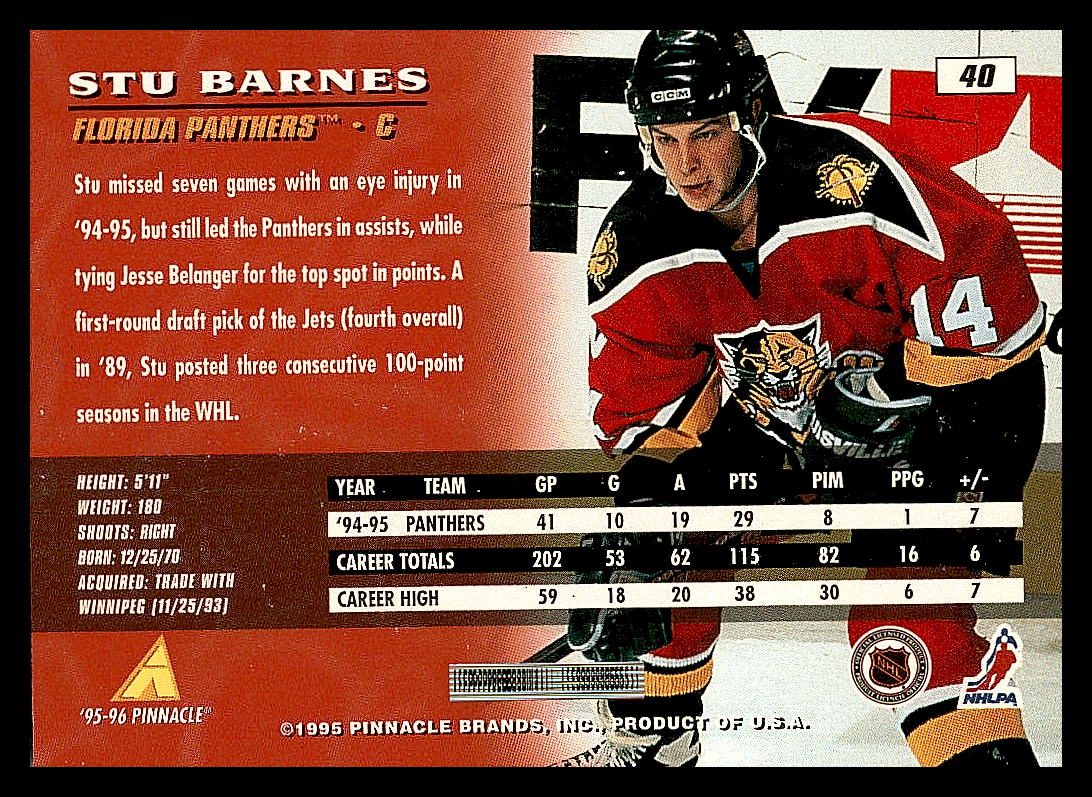 STU BARNES
40
FLORIDA PANTHERS™ · C
Stu missed seven games with an eye injury in
'94-95, but still led the Panthers in assists, while
tying Jesse Belanger for the top spot in points. A
first-round draft pick of the Jets (fourth overall)
in '89, Stu posted three consecutive 100-point
seasons in the WHL.
CCM
14
HEIGHT: 5'11"
WEIGHT: 180
SHOOTS: RIGHT
BORN: 12/25/70
ACQUIRED: TRADE WITH
WINNIPEG (11/25/93)
YEAR TEAM GP G A PTS PIM PPG +/-
'94-95 PANTHERS 41 10 19 29 8 1 7
CAREER TOTALS 202 53 62 115 82 16 6
CAREER HIGH 59 18 20 38 30 6 7
NHL
NHLPA
'95-96 PINNACLE™
©1995 PINNACLE BRANDS, INC., PRODUCT OF U.S.A.